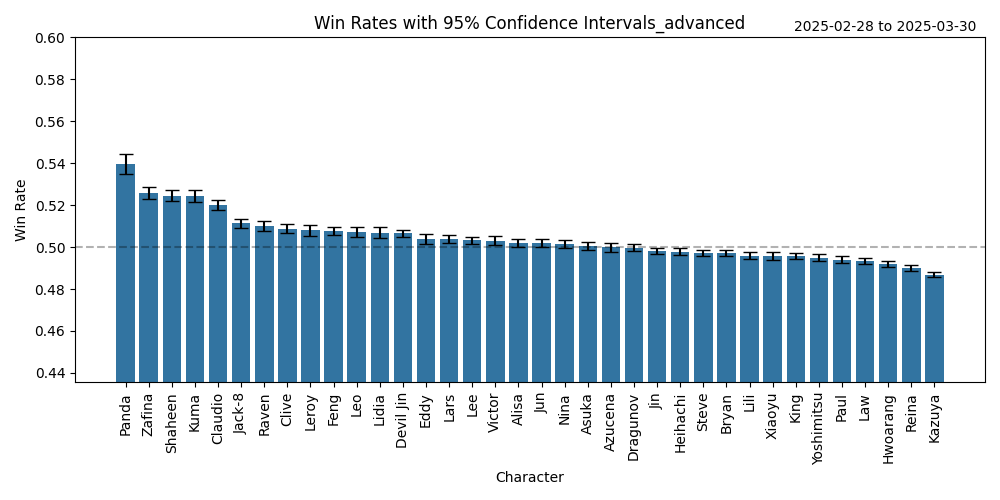 Win Rates with 95% Confidence Intervals_advanced
2025-02-28 to 2025-03-30
Win Rate
0.60
0.58
0.56
0.54
0.52
0.50
0.48
0.46
0.44
Panda
Zafina
Shaheen
Kuma
Claudio
Jack-8
Raven
Clive
Leroy
Feng
Leo
Lidia
Devil Jin
Eddy
Lars
Lee
Victor
Alisa
Jun
Nina
Asuka
Azucena
Dragunov
Jin
Heihachi
Steve
Bryan
Lili
Xiaoyu
King
Yoshimitsu
Paul
Law
Hwoarang
Reina
Kazuya
Character